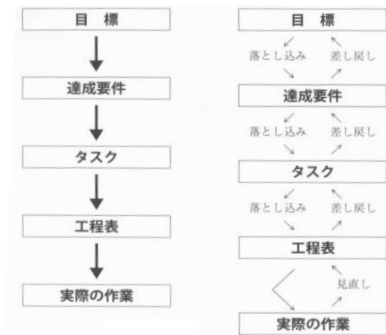 目 標
達成要件
タスク
工程表
実際の作業
目 標
落とし込み 差し戻し
達成要件
落とし込み 差し戻し
タスク
落とし込み 差し戻し
工程表
見直し
実際の作業